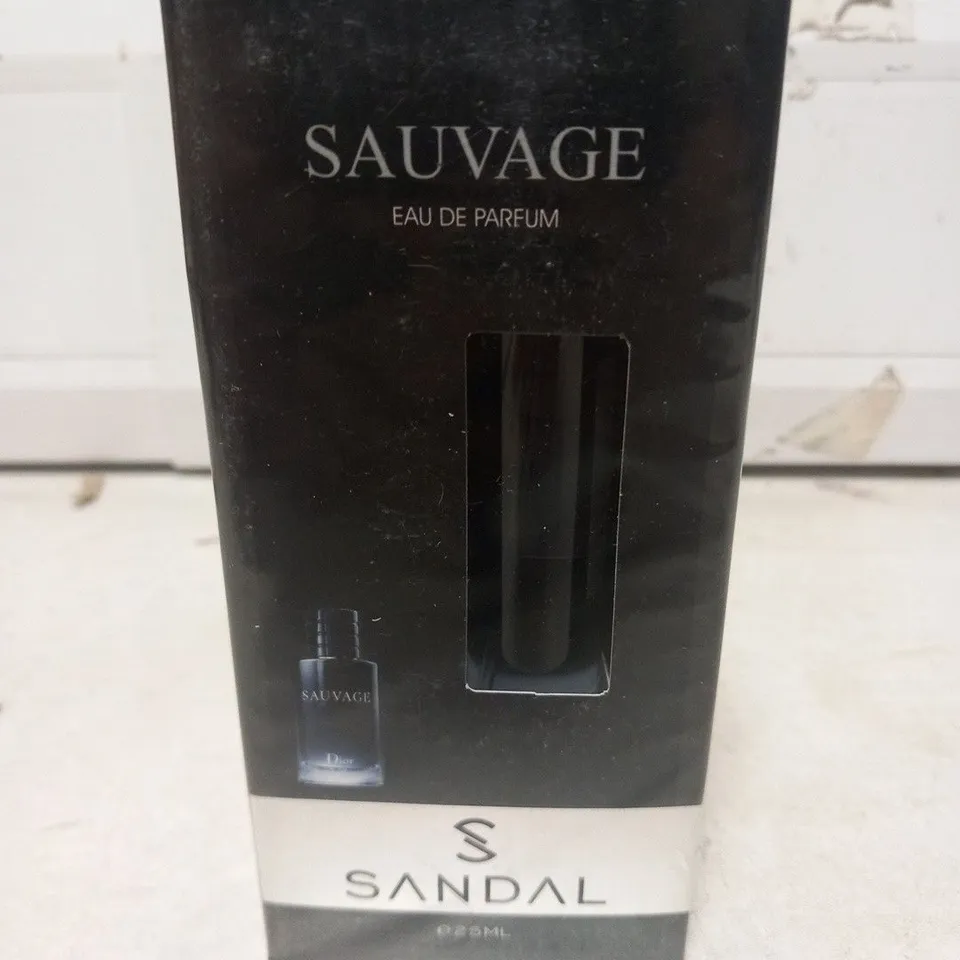 SAUVAGE
EAU DE PARFUM
SAUVAGE
Dior
SANDAL
℮25ML